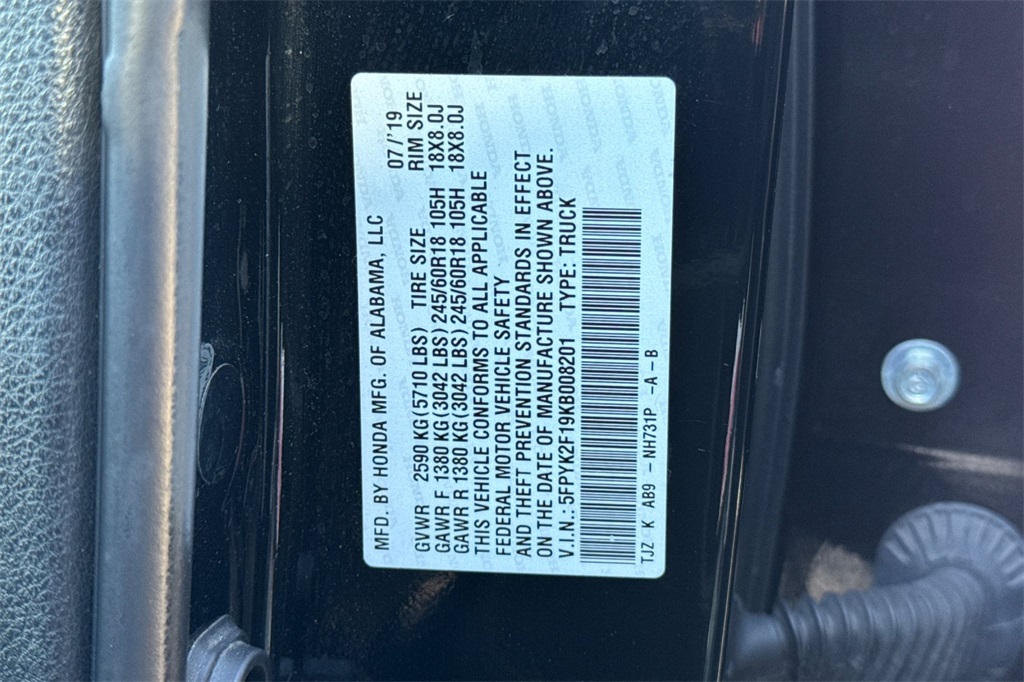 MFD. BY HONDA MFG. OF ALABAMA, LLC 07/'19
GVWR 2590 KG(5710 LBS) TIRE SIZE RIM SIZE
GAWR F 1380 KG(3042 LBS)245/60R18 105H 18X8.0J
GAWR R 1380 KG(3042 LBS)245/60R18 105H 18X8.0J
THIS VEHICLE CONFORMS TO ALL APPLICABLE
FEDERAL MOTOR VEHICLE SAFETY
AND THEFT PREVENTION STANDARDS IN EFFECT
ON THE DATE OF MANUFACTURE SHOWN ABOVE.
V.I.N.: 5FPYK2F19KB008201 TYPE: TRUCK
TJZ - K AB9 - NH731P - A - B